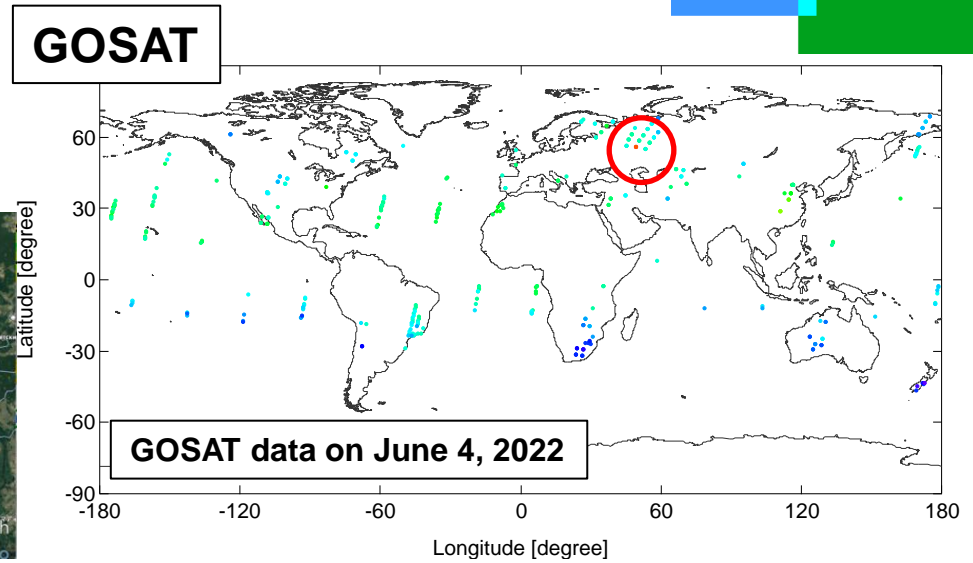 GOSAT
60
30
0
-30
-60
-90
Latitude [degree]
GOSAT data on June 4, 2022
-180 -120 -60 0 60 120 180
Longitude [degree]